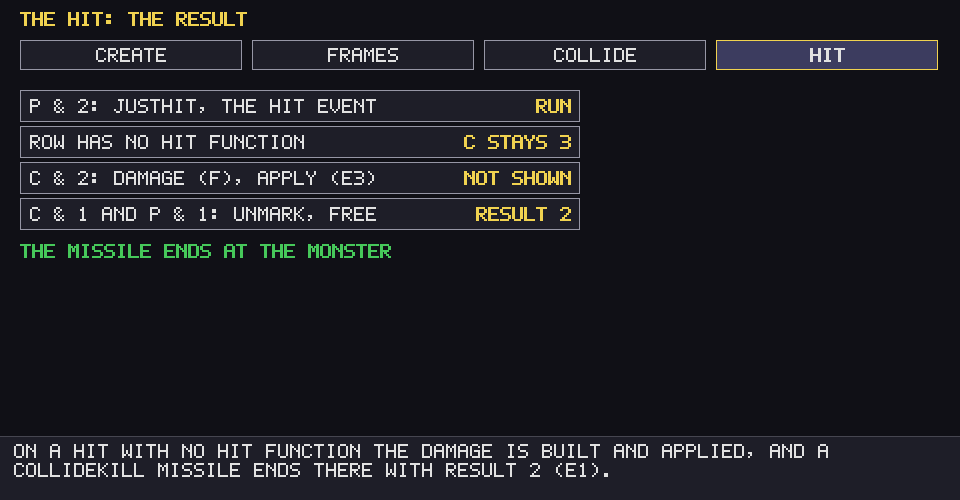 THE HIT: THE RESULT
CREATE FRAMES COLLIDE HIT
P & 2: JUSTHIT, THE HIT EVENT RUN
ROW HAS NO HIT FUNCTION C STAYS 3
C & 2: DAMAGE (F), APPLY (E3) NOT SHOWN
C & 1 AND P & 1: UNMARK, FREE RESULT 2
THE MISSILE ENDS AT THE MONSTER
ON A HIT WITH NO HIT FUNCTION THE DAMAGE IS BUILT AND APPLIED, AND A
COLLIDEKILL MISSILE ENDS THERE WITH RESULT 2 (E1).